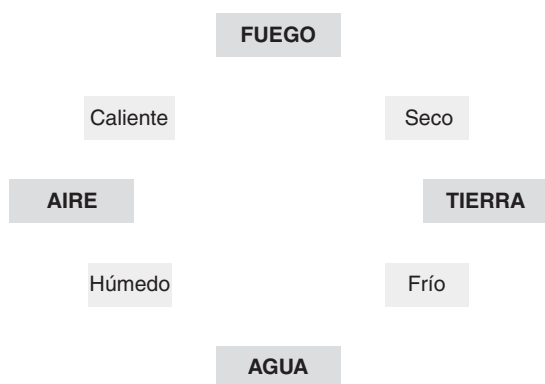 FUEGO
Caliente
Seco
AIRE
TIERRA
Húmedo
Frío
AGUA